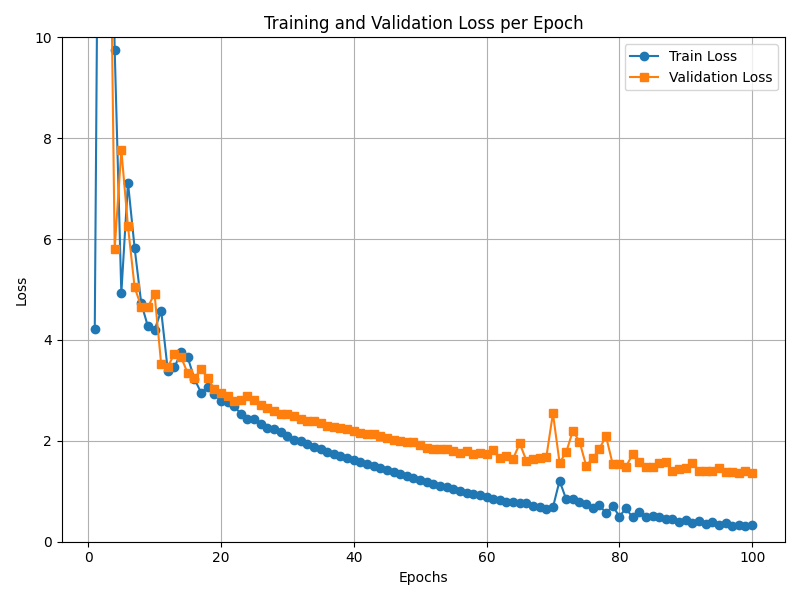 Training and Validation Loss per Epoch
Train Loss
Validation Loss
10
8
6
4
2
0
Loss
0 20 40 60 80 100
Epochs